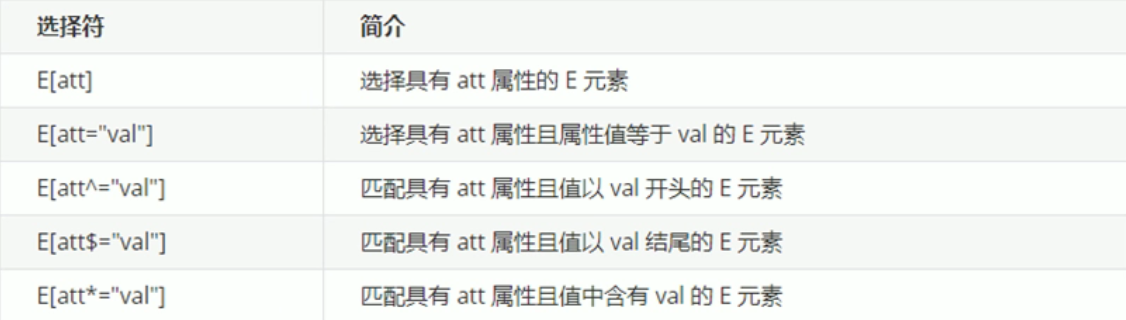 选择符 简介
E[att] 选择具有 att 属性的 E 元素
E[att="val"] 选择具有 att 属性且属性值等于 val 的 E 元素
E[att^="val"] 匹配具有 att 属性且值以 val 开头的 E 元素
E[att$="val"] 匹配具有 att 属性且值以 val 结尾的 E 元素
E[att*="val"] 匹配具有 att 属性且值中含有 val 的 E 元素